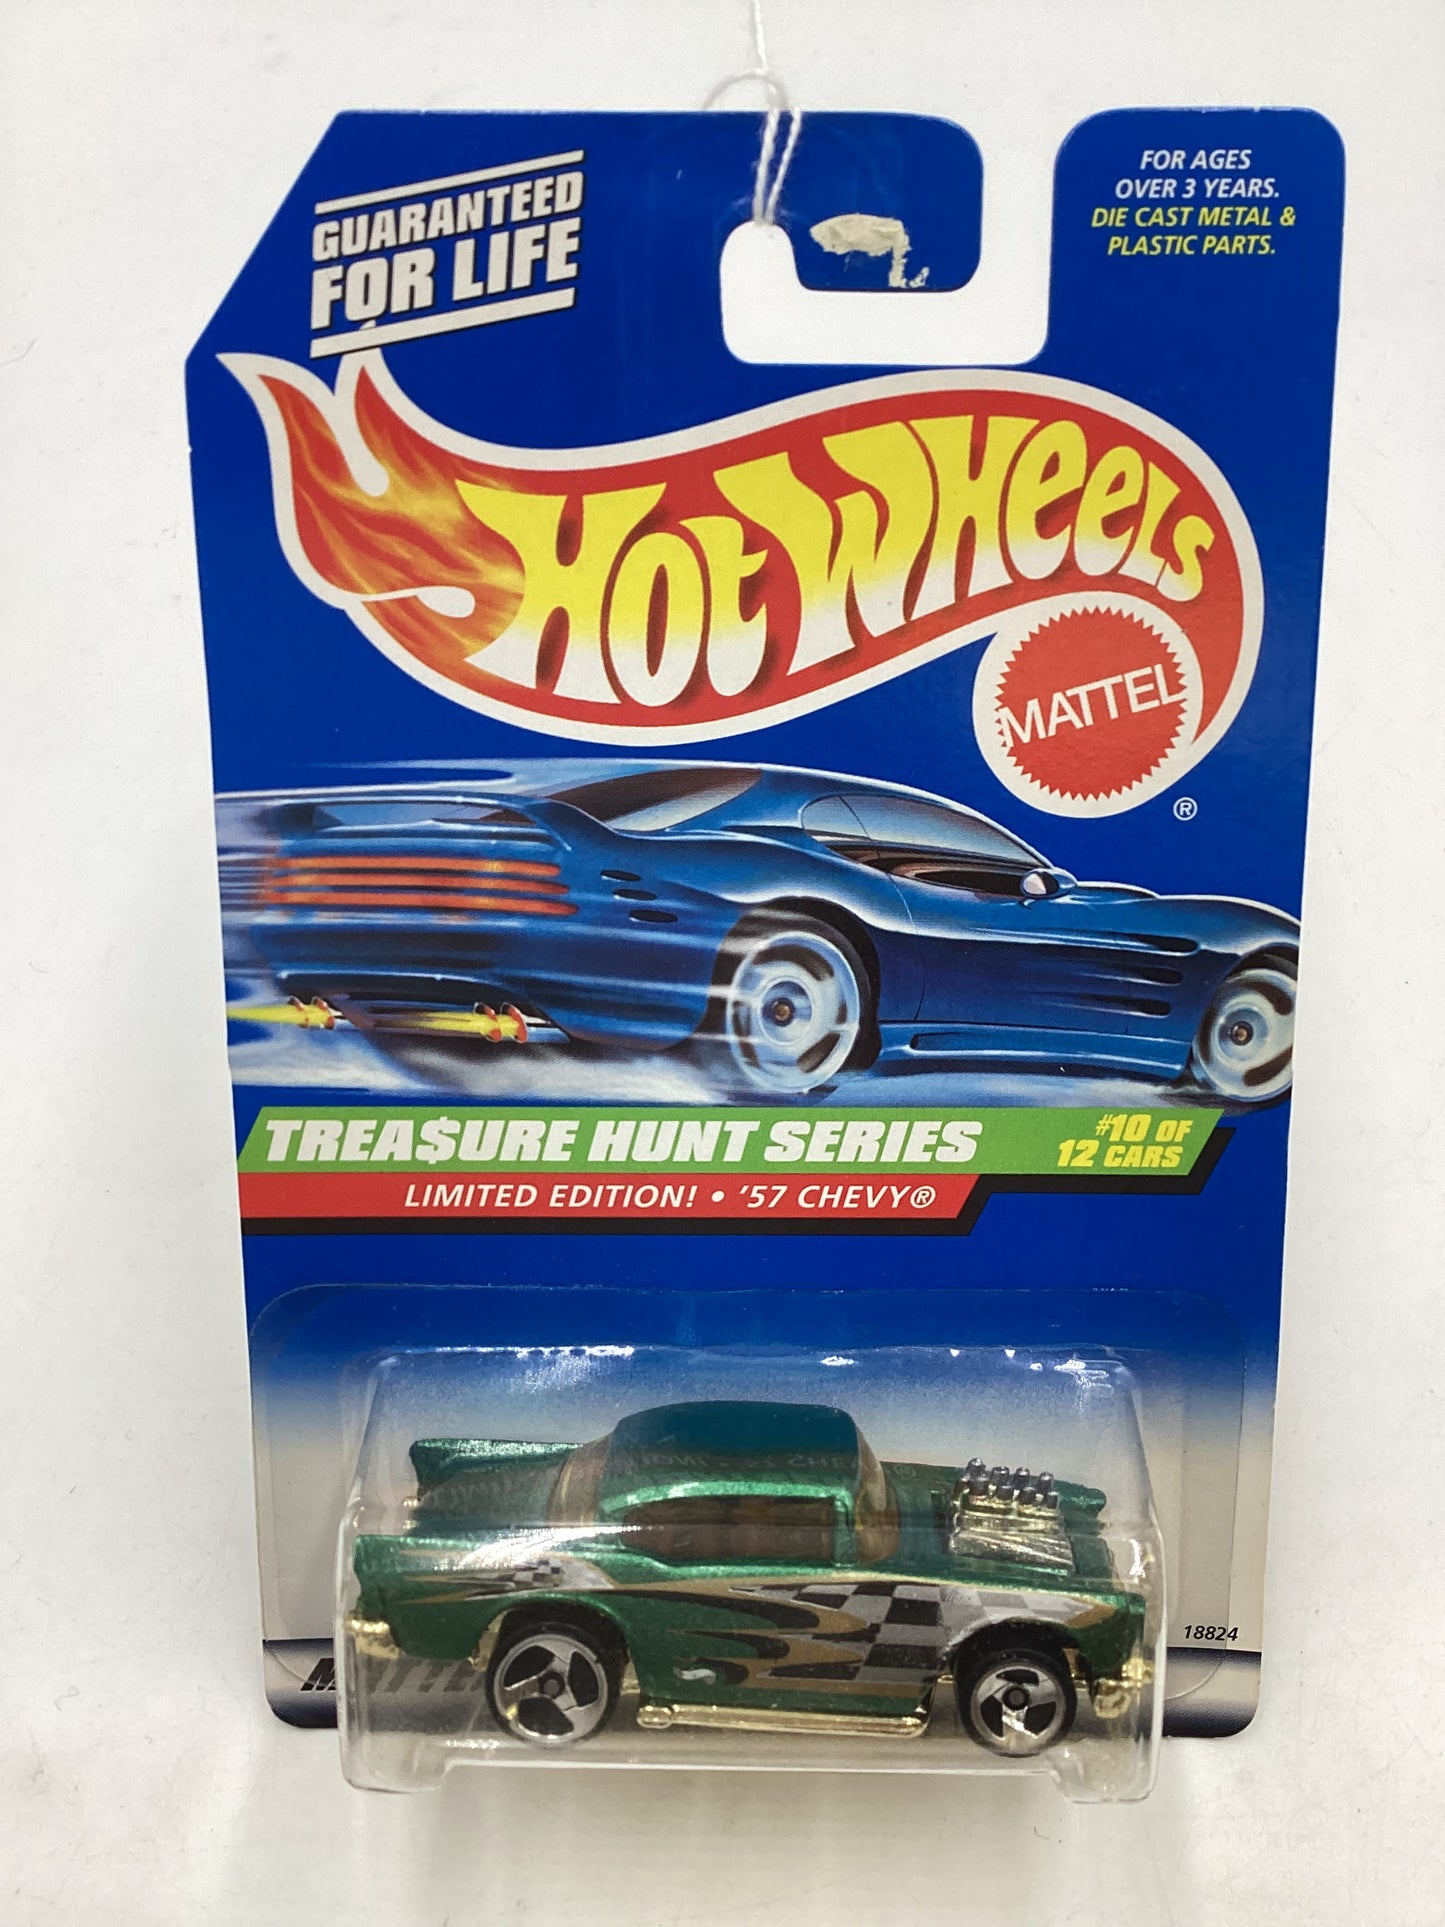 GUARANTEED
FOR LIFE
FOR AGES
OVER 3 YEARS.
DIE CAST METAL &
PLASTIC PARTS.
HOT WHEELS
MATTEL
®
TREA$URE HUNT SERIES
#10 OF
12 CARS
LIMITED EDITION! • '57 CHEVY®
18824